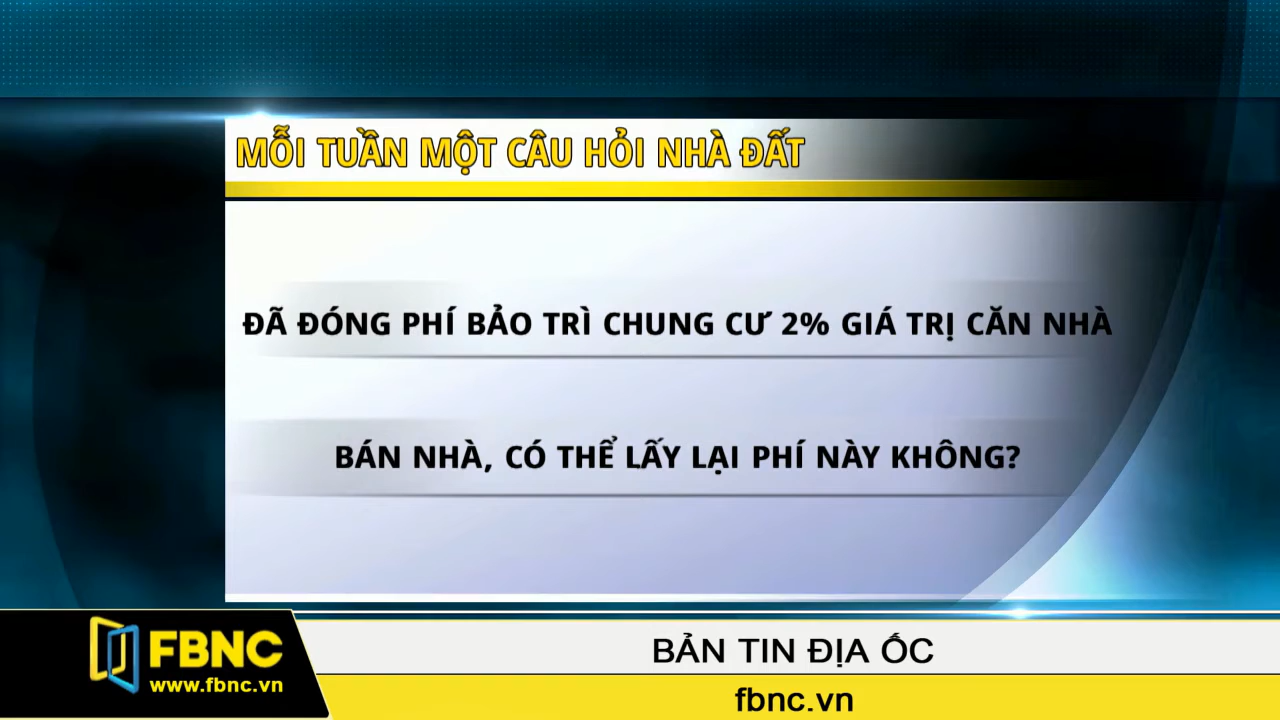 MỖI TUẦN MỘT CÂU HỎI NHÀ ĐẤT
ĐÃ ĐÓNG PHÍ BẢO TRÌ CHUNG CƯ 2% GIÁ TRỊ CĂN NHÀ
BÁN NHÀ, CÓ THỂ LẤY LẠI PHÍ NÀY KHÔNG?
FBNC
www.fbnc.vn
BẢN TIN ĐỊA ỐC
fbnc.vn